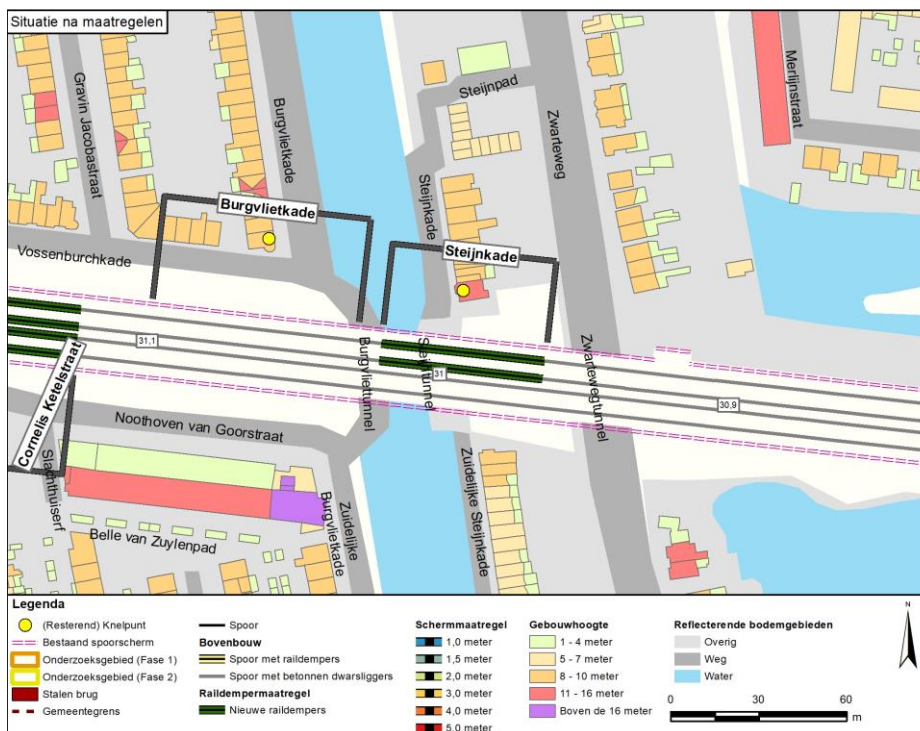 Situatie na maatregelen
Gravin Jacobastraat
Burgvlietkade
Steijnpad
Zwarteweg
Merlijnstraat
Steijnkade
Burgvlietkade
Steijnkade
Vossenburchkade
31,1
Cornelis Ketelstraat
Burgvliettunnel
Steijntunnel
31
Zwartewegtunnel
30,9
Noothoven van Goorstraat
Slachthuiserf
Belle van Zuylenpad
Zuidelijke
Burgvlietkade
Zuidelijke Steijnkade
Legenda
(Resterend) Knelpunt
Bestaand spoorscherm
Onderzoeksgebied (Fase 1)
Onderzoeksgebied (Fase 2)
Stalen brug
Gemeentegrens
Spoor
Bovenbouw
Spoor met raildempers
Spoor met betonnen dwarsliggers
Raildempermaatregel
Nieuwe raildempers
Schermmaatregel
1,0 meter
1,5 meter
2,0 meter
3,0 meter
4,0 meter
5,0 meter
Gebouwhoogte
1 - 4 meter
5 - 7 meter
8 - 10 meter
11 - 16 meter
Boven de 16 meter
Reflecterende bodemgebieden
Overig
Weg
Water
N
0 30 60
m